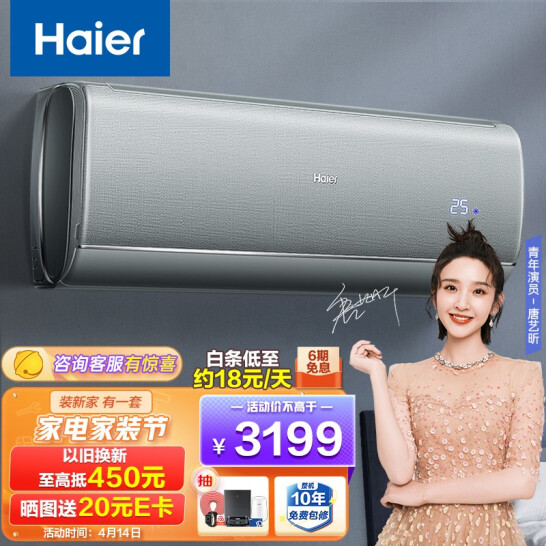 Haier
Haier
25
青年演员－唐艺昕
咨询客服有惊喜
白条低至
约18元/天
6期
免息
装新家 有一套
家电家装节
以旧换新
至高抵450元
晒图送20元E卡
活动时间：4月14日
活动价不高于
¥3199
抽
整机
10年
免费包修